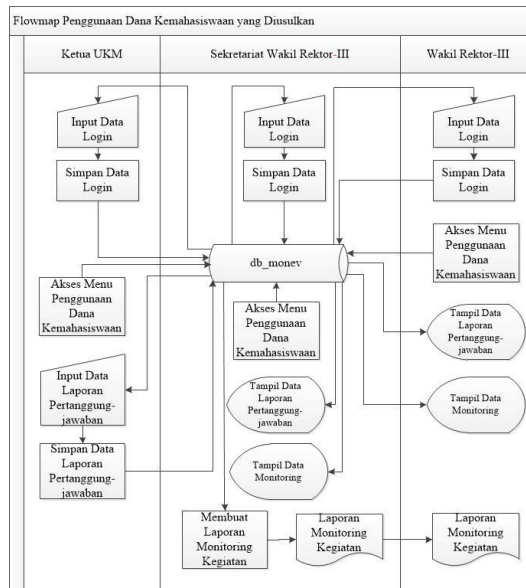 Flowmap Penggunaan Dana Kemahasiswaan yang Diusulkan
Ketua UKM
Sekretariat Wakil Rektor-III
Wakil Rektor-III
Input Data
Login
Input Data
Login
Input Data
Login
Simpan Data
Login
Simpan Data
Login
Simpan Data
Login
db_monev
Akses Menu
Penggunaan
Dana
Kemahasiswaan
Akses Menu
Penggunaan
Dana
Kemahasiswaan
Akses Menu
Penggunaan
Dana
Kemahasiswaan
Tampil Data
Laporan
Pertanggung-
jawaban
Input Data
Laporan
Pertanggung-
jawaban
Tampil Data
Laporan
Pertanggung-
jawaban
Tampil Data
Monitoring
Simpan Data
Laporan
Pertanggung-
jawaban
Tampil Data
Monitoring
Membuat
Laporan
Monitoring
Kegiatan
Laporan
Monitoring
Kegiatan
Laporan
Monitoring
Kegiatan